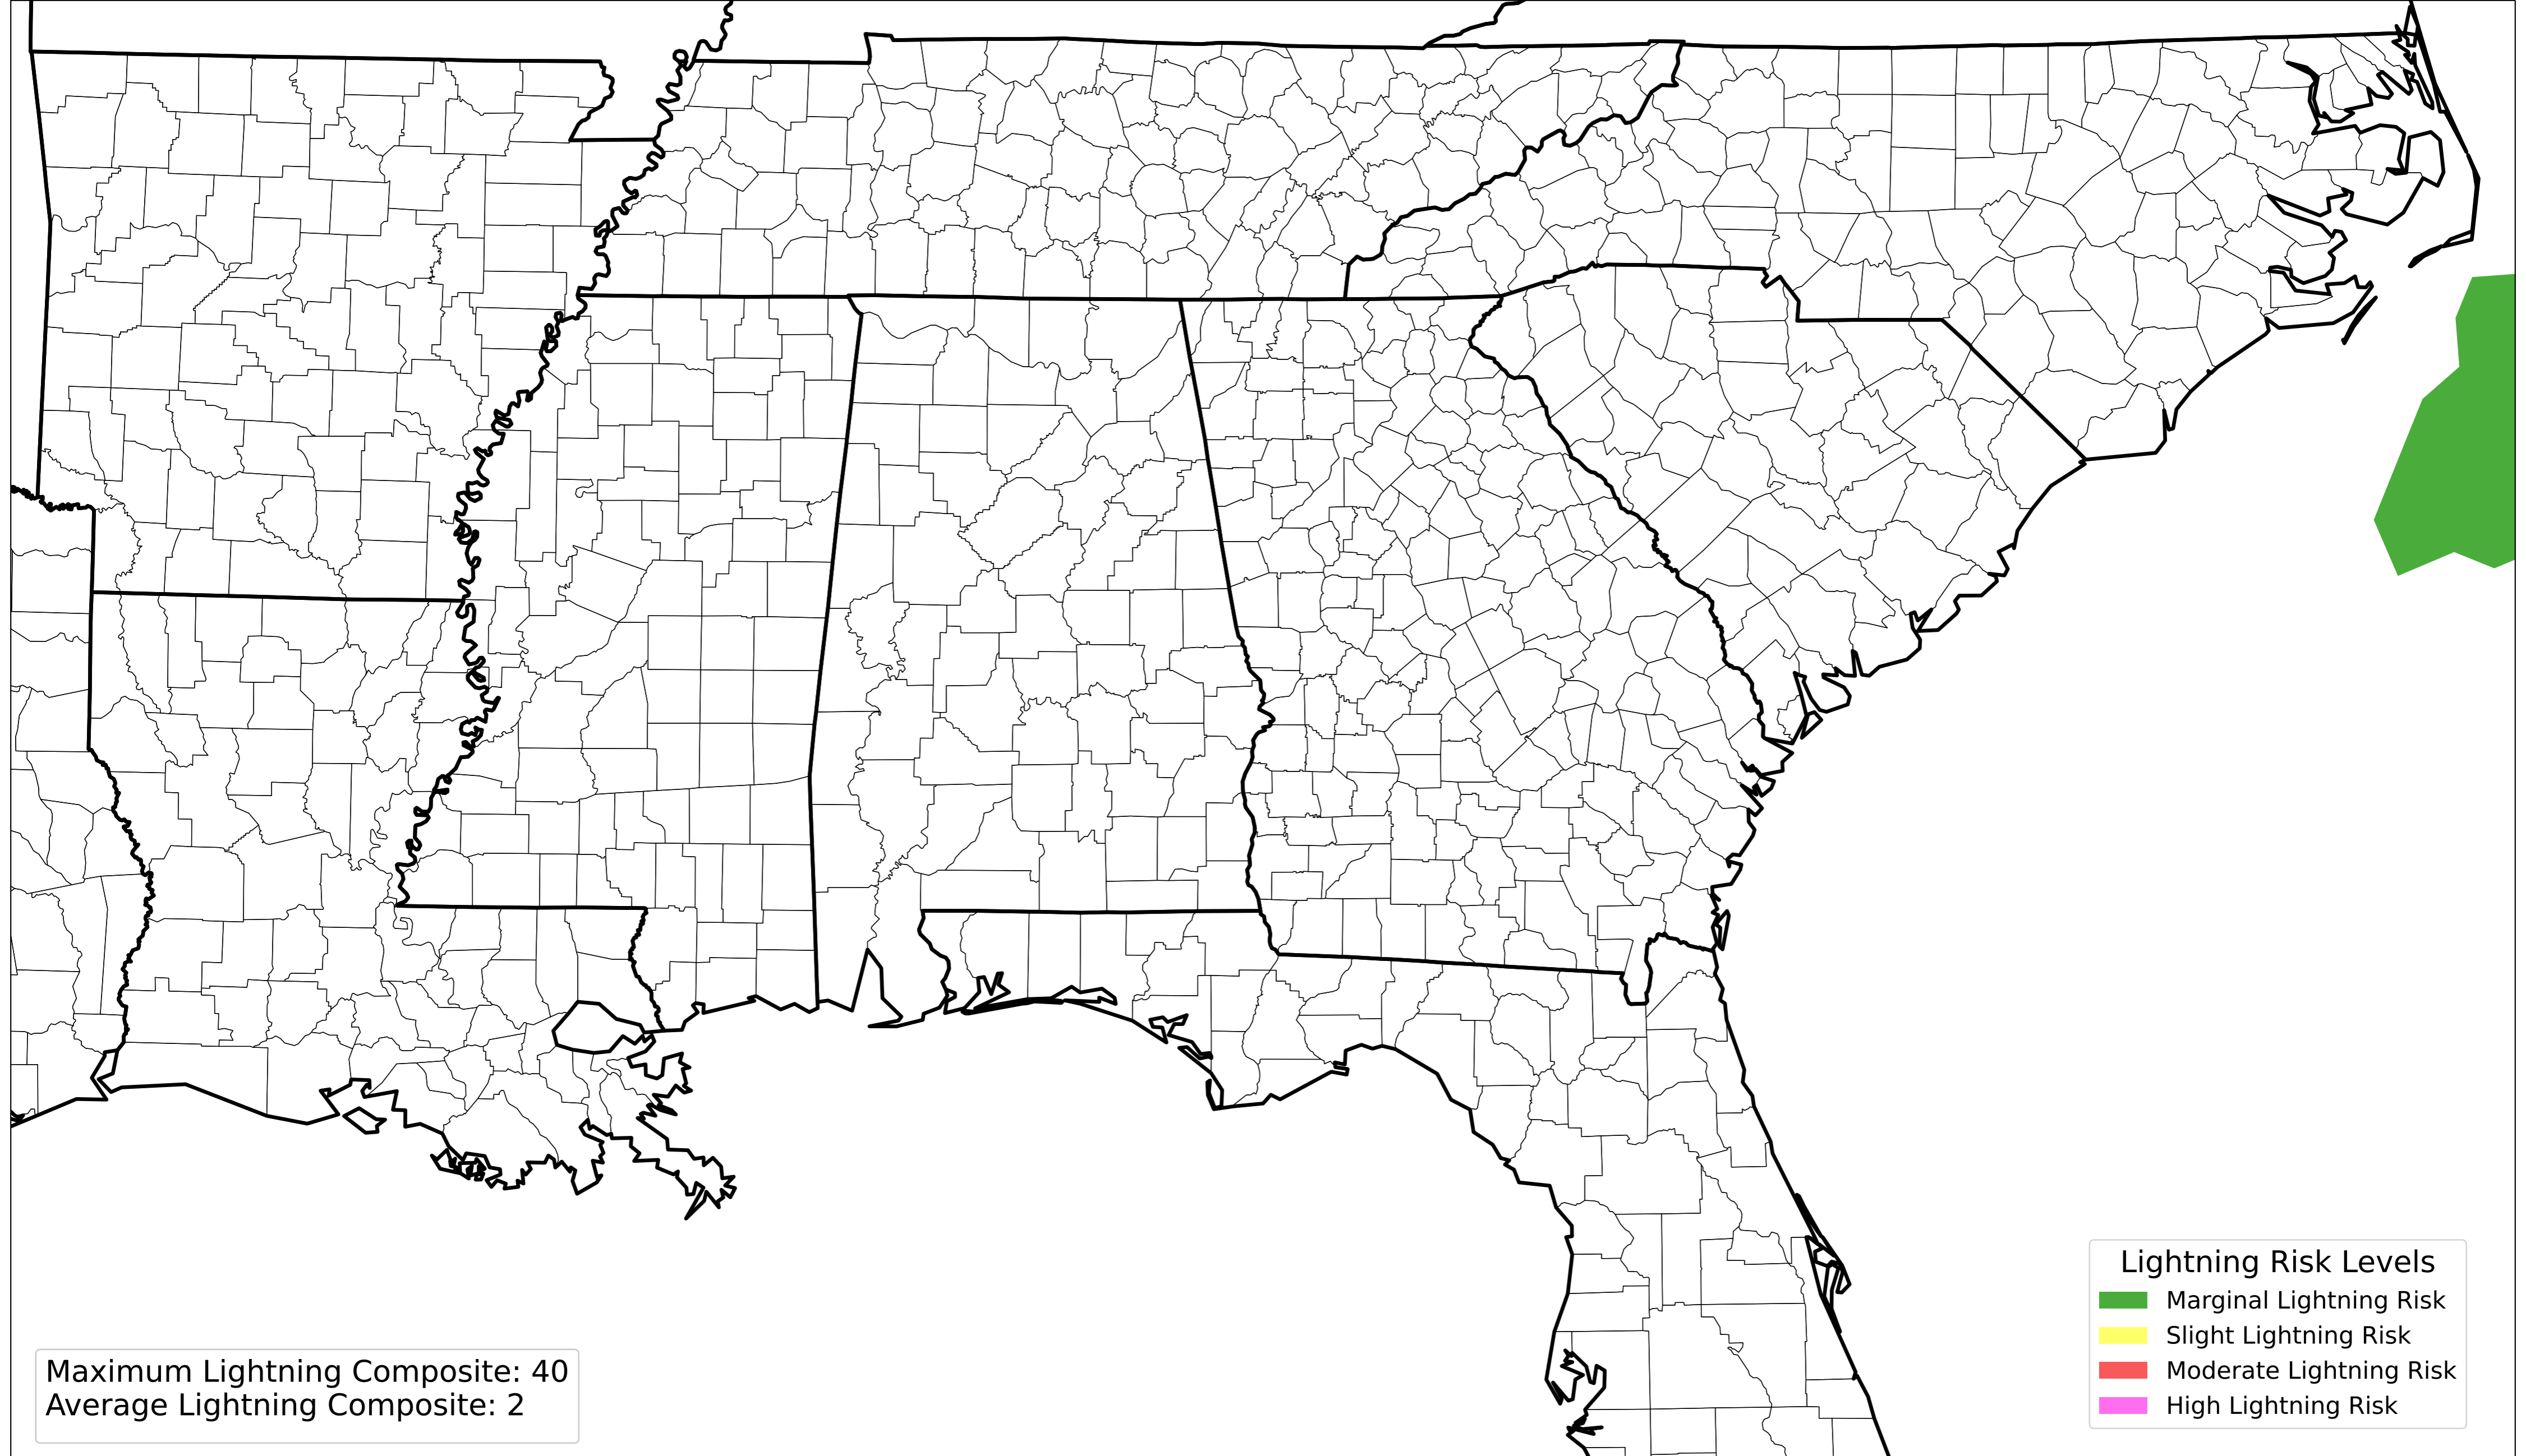 Lightning Risk Levels
Marginal Lightning Risk
Slight Lightning Risk
Moderate Lightning Risk
High Lightning Risk
Maximum Lightning Composite: 40
Average Lightning Composite: 2